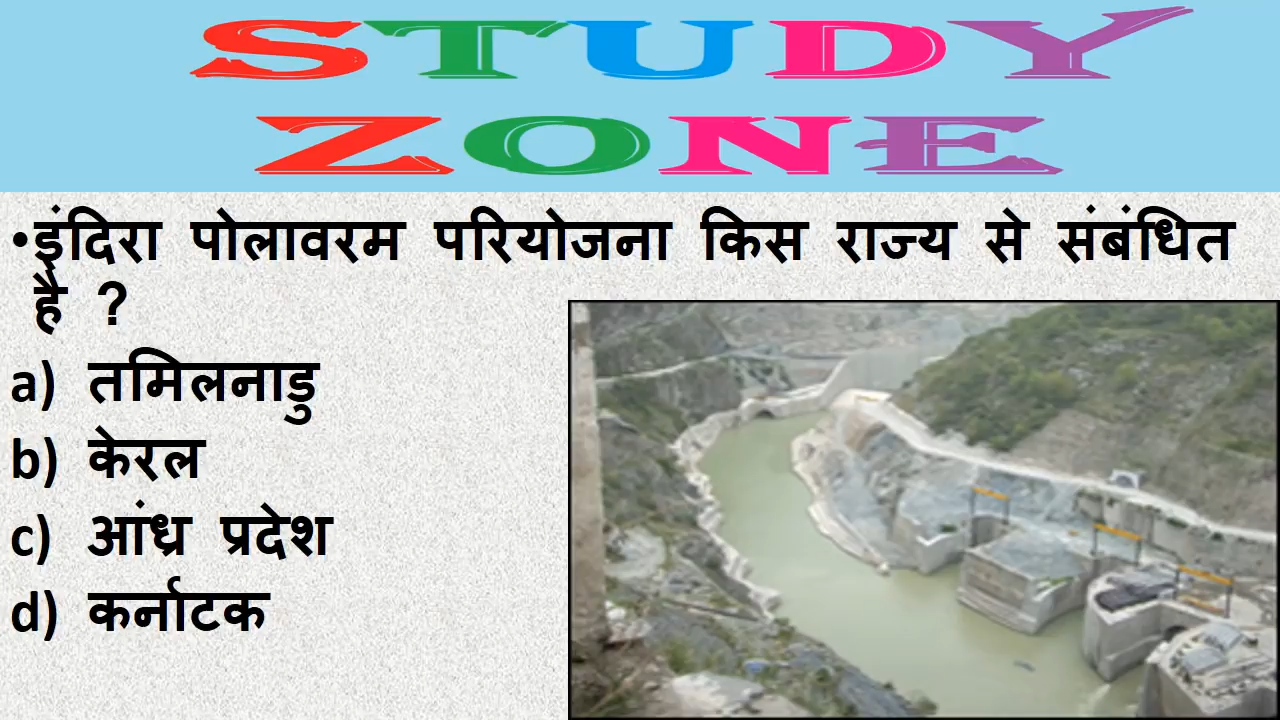 STUDY
ZONE
•इंदिरा पोलावरम परियोजना किस राज्य से संबंधित
है ?
a) तमिलनाडु
b) केरल
c) आंध्र प्रदेश
d) कर्नाटक